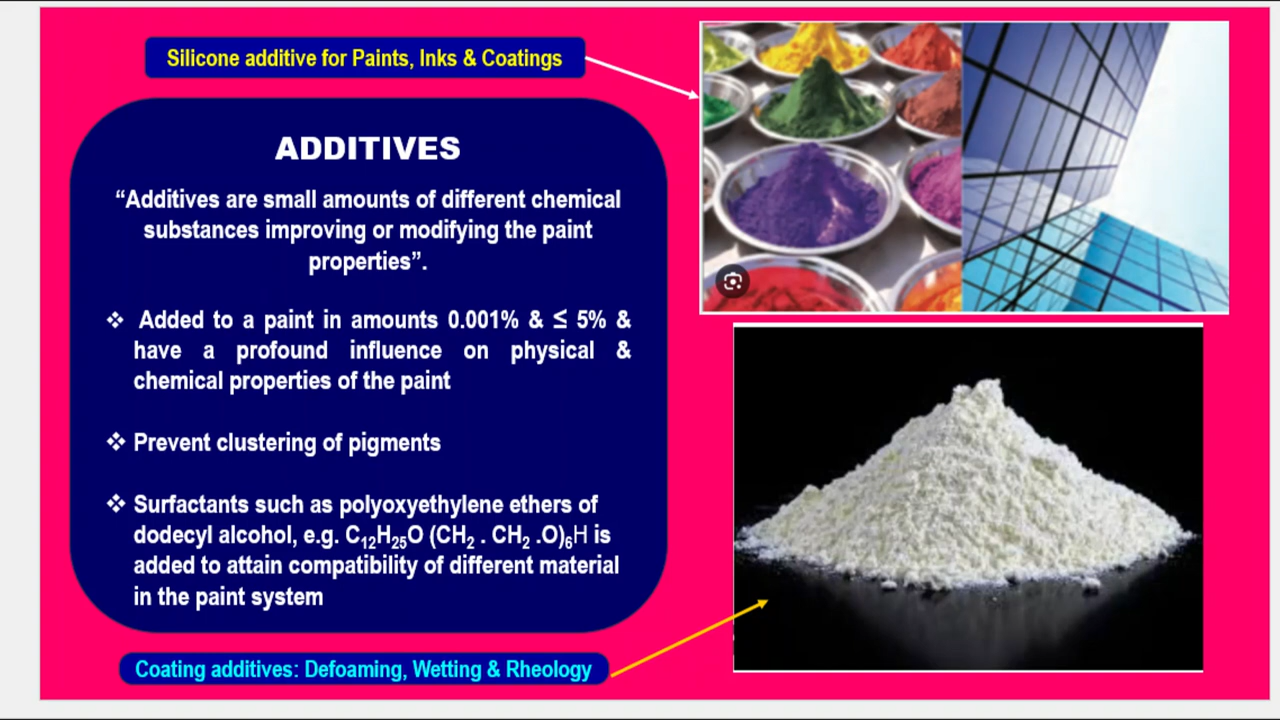 Silicone additive for Paints, Inks & Coatings
ADDITIVES
“Additives are small amounts of different chemical
substances improving or modifying the paint
properties”.
❖ Added to a paint in amounts 0.001% & ≤ 5% &
have a profound influence on physical &
chemical properties of the paint
❖ Prevent clustering of pigments
❖ Surfactants such as polyoxyethylene ethers of
dodecyl alcohol, e.g. C₁₂H₂₅O (CH₂ . CH₂ .O)₆H is
added to attain compatibility of different material
in the paint system
Coating additives: Defoaming, Wetting & Rheology